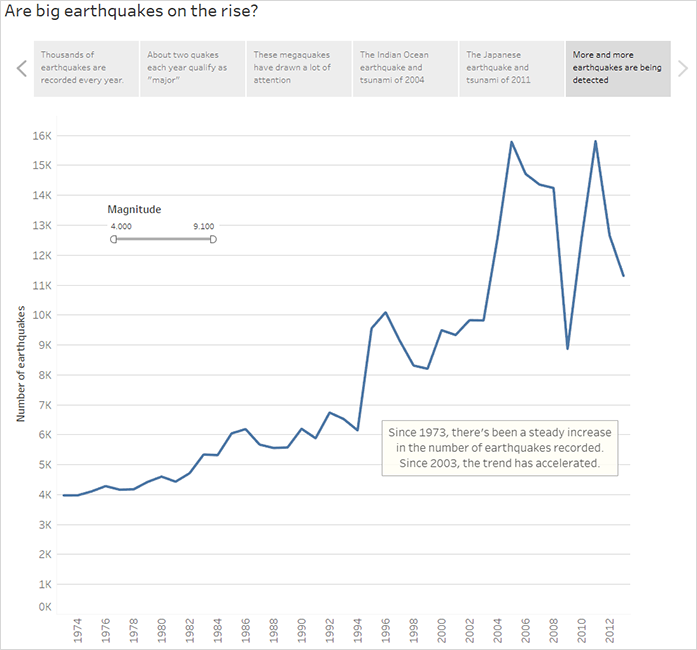 Are big earthquakes on the rise?
Thousands of
earthquakes are
recorded every year.
About two quakes
each year qualify as
"major"
These megaquakes
have drawn a lot of
attention
The Indian Ocean
earthquake and
tsunami of 2004
The Japanese
earthquake and
tsunami of 2011
More and more
earthquakes are being
detected
16K
15K
14K
13K
12K
11K
10K
9K
8K
7K
6K
5K
4K
3K
2K
1K
0K
Number of earthquakes
Magnitude
4.000 9.100
Since 1973, there's been a steady increase
in the number of earthquakes recorded.
Since 2003, the trend has accelerated.
1974 1976 1978 1980 1982 1984 1986 1988 1990 1992 1994 1996 1998 2000 2002 2004 2006 2008 2010 2012